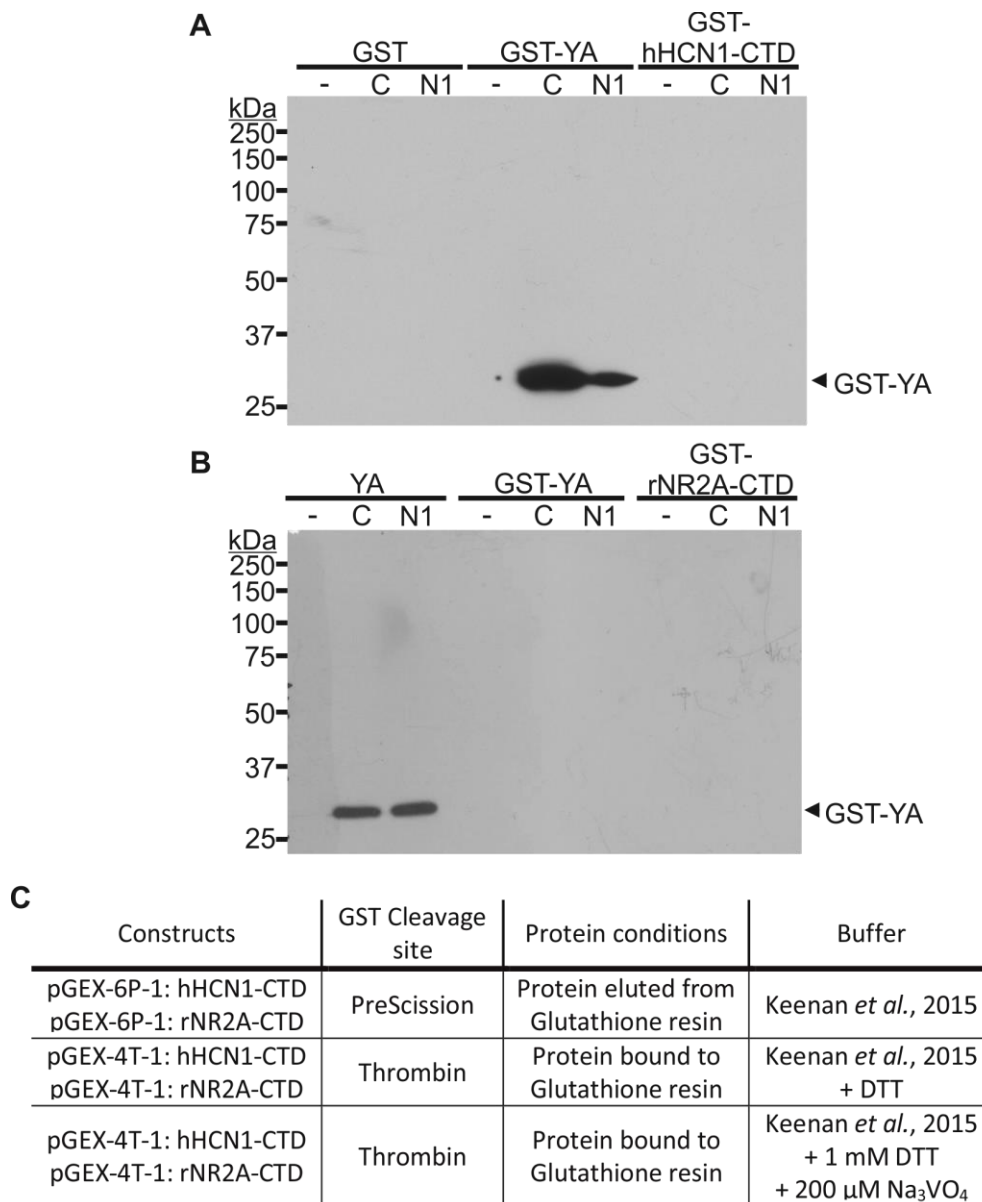 A
GST
GST-YA
GST-
hHCN1-CTD
- C N1 - C N1 - C N1
kDa
250
150
100
75
50
37
25
◄ GST-YA
B
YA
GST-YA
GST-
rNR2A-CTD
- C N1 - C N1 - C N1
kDa
250
150
100
75
50
37
25
◄ GST-YA
C
Constructs
GST Cleavage
site
Protein conditions
Buffer
pGEX-6P-1: hHCN1-CTD
pGEX-6P-1: rNR2A-CTD
PreScission
Protein eluted from
Glutathione resin
Keenan et al., 2015
pGEX-4T-1: hHCN1-CTD
pGEX-4T-1: rNR2A-CTD
Thrombin
Protein bound to
Glutathione resin
Keenan et al., 2015
+ DTT
pGEX-4T-1: hHCN1-CTD
pGEX-4T-1: rNR2A-CTD
Thrombin
Protein bound to
Glutathione resin
Keenan et al., 2015
+ 1 mM DTT
+ 200 µM Na₃VO₄